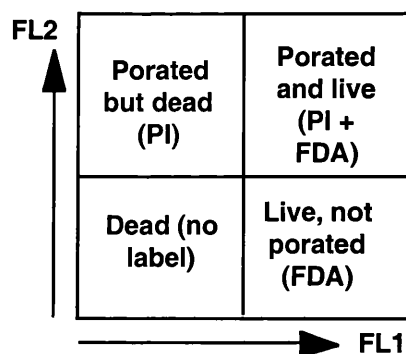 FL2
Porated
but dead
(PI)
Porated
and live
(PI +
FDA)
Dead (no
label)
Live, not
porated
(FDA)
FL1